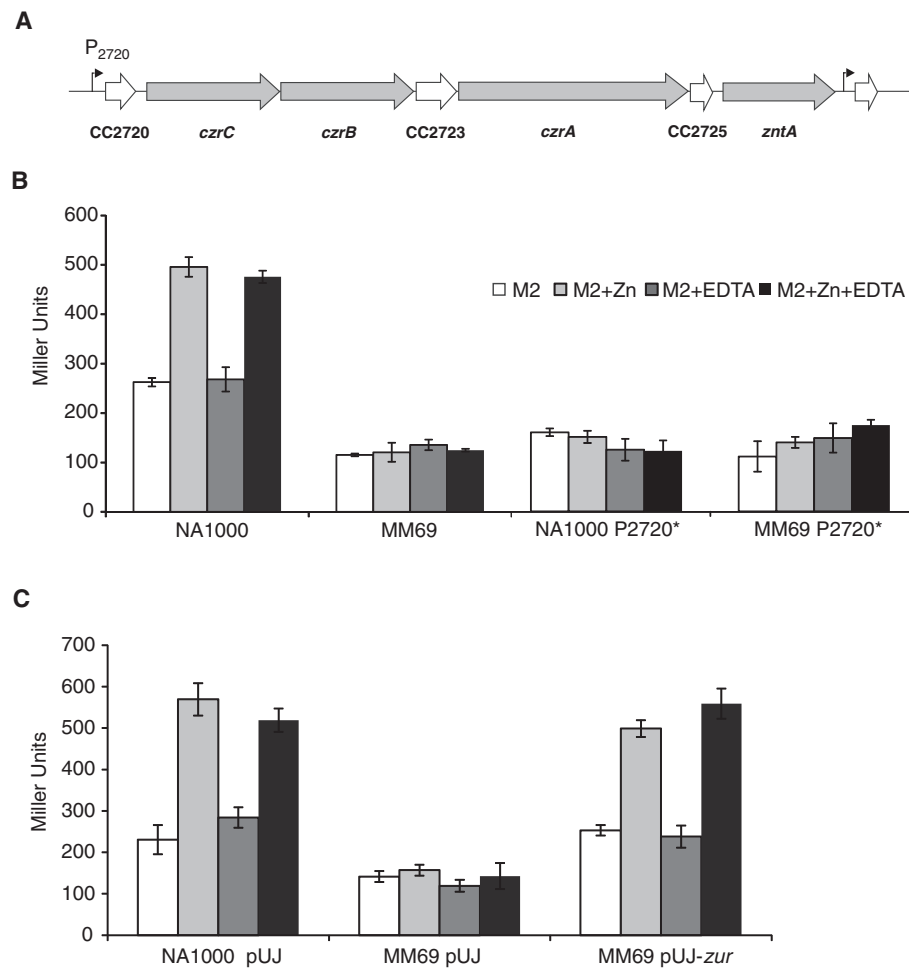 A
P2720
CC2720 czrC czrB CC2723 czrA CC2725 zntA
B
600
500
400
300
200
100
0
Miller Units
M2 M2+Zn M2+EDTA M2+Zn+EDTA
NA1000 MM69 NA1000 P2720* MM69 P2720*
C
700
600
500
400
300
200
100
0
Miller Units
NA1000 pUJ MM69 pUJ MM69 pUJ-zur